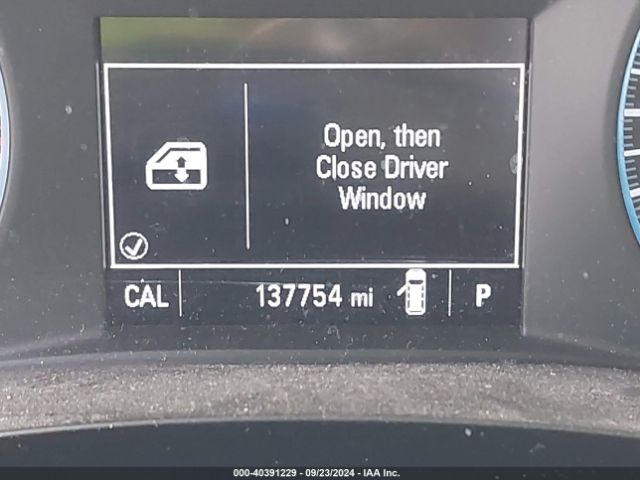 Open, then
Close Driver
Window
CAL 137754 mi P
000-40391229 - 09/23/2024 - IAA Inc.